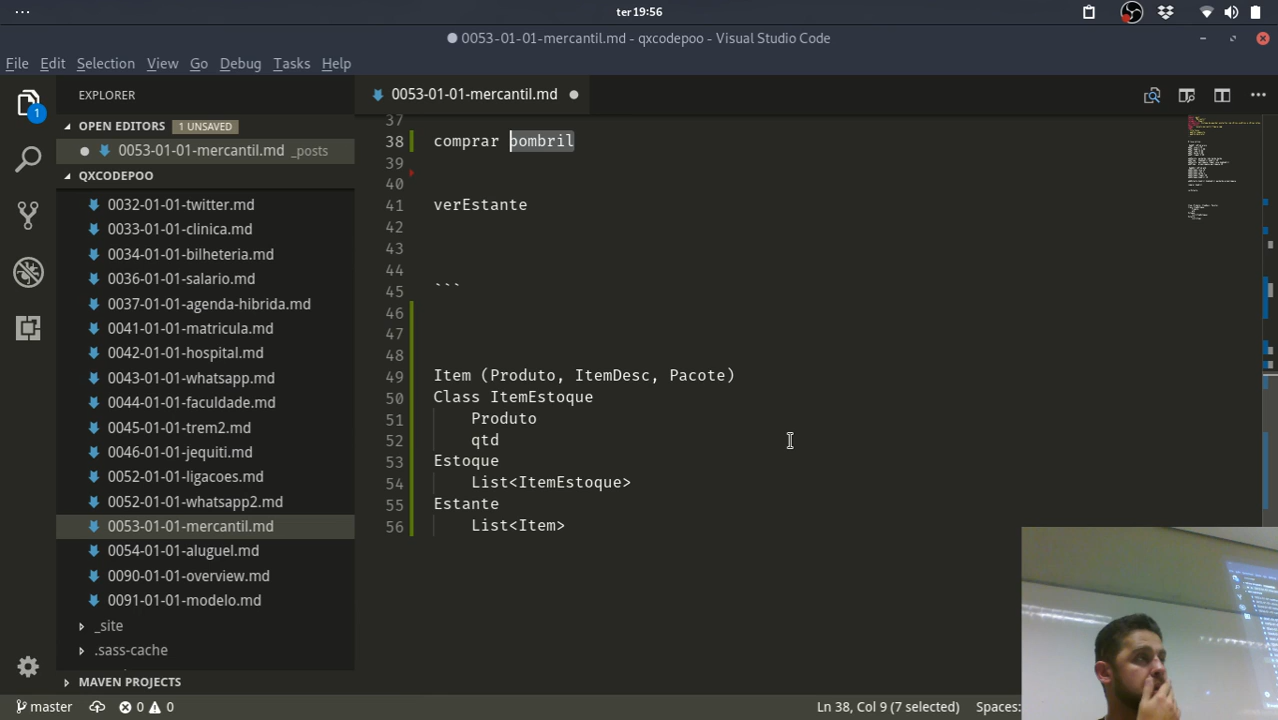 ter 19:56
0053-01-01-mercantil.md - qxcodepoo - Visual Studio Code
File Edit Selection View Go Debug Tasks Help
EXPLORER
0053-01-01-mercantil.md
OPEN EDITORS 1 UNSAVED
0053-01-01-mercantil.md _posts
QXCODEPOO
0032-01-01-twitter.md
0033-01-01-clinica.md
0034-01-01-bilheteria.md
0036-01-01-salario.md
0037-01-01-agenda-hibrida.md
0041-01-01-matricula.md
0042-01-01-hospital.md
0043-01-01-whatsapp.md
0044-01-01-faculdade.md
0045-01-01-trem2.md
0046-01-01-jequiti.md
0052-01-01-ligacoes.md
0052-01-01-whatsapp2.md
0053-01-01-mercantil.md
0054-01-01-aluguel.md
0090-01-01-overview.md
0091-01-01-modelo.md
_site
.sass-cache
MAVEN PROJECTS
1
37
38 comprar bombril
39
40
41 verEstante
42
43
44
45 ```
46
47
48
49 Item (Produto, ItemDesc, Pacote)
50 Class ItemEstoque
51 Produto
52 qtd
53 Estoque
54 List<ItemEstoque>
55 Estante
56 List<Item>
master 0 0 Ln 38, Col 9 (7 selected) Spaces: